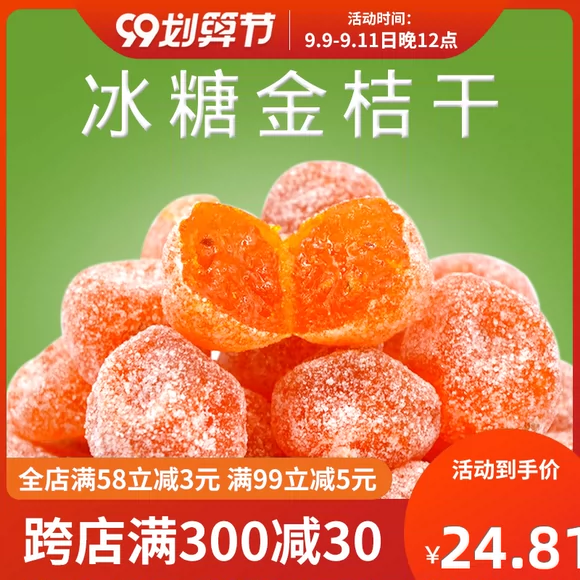 99划算节
活动时间：
9.9-9.11日晚12点
冰糖金桔干
全店满58立减3元 满99立减5元
活动到手价
跨店满300减30
¥24.81